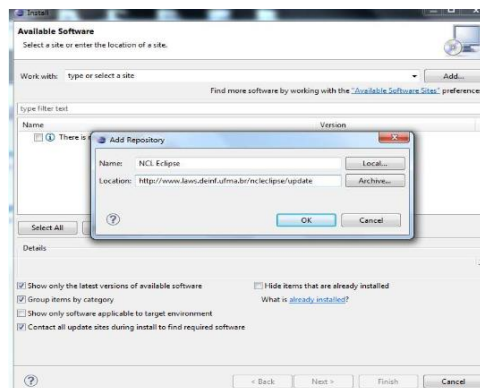 Install
Available Software
Select a site or enter the location of a site.
Work with: type or select a site
Add...
Find more software by working with the "Available Software Sites" preference
type filter text
Name Version
There is
Add Repository
Name: NCL Eclipse Local...
Location: http://www.laws.deinf.ufma.br/ncleclipse/update Archive...
OK Cancel
Select All
Details
Show only the latest versions of available software Hide items that are already installed
Group items by category What is already installed?
Show only software applicable to target environment
Contact all update sites during install to find required software
< Back Next > Finish Cancel